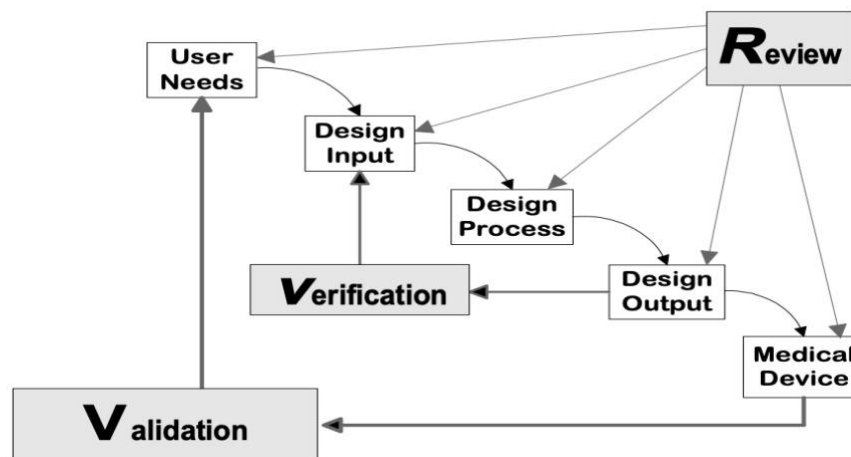 User
Needs
Review
Design
Input
Design
Process
Verification
Design
Output
Medical
Device
Validation